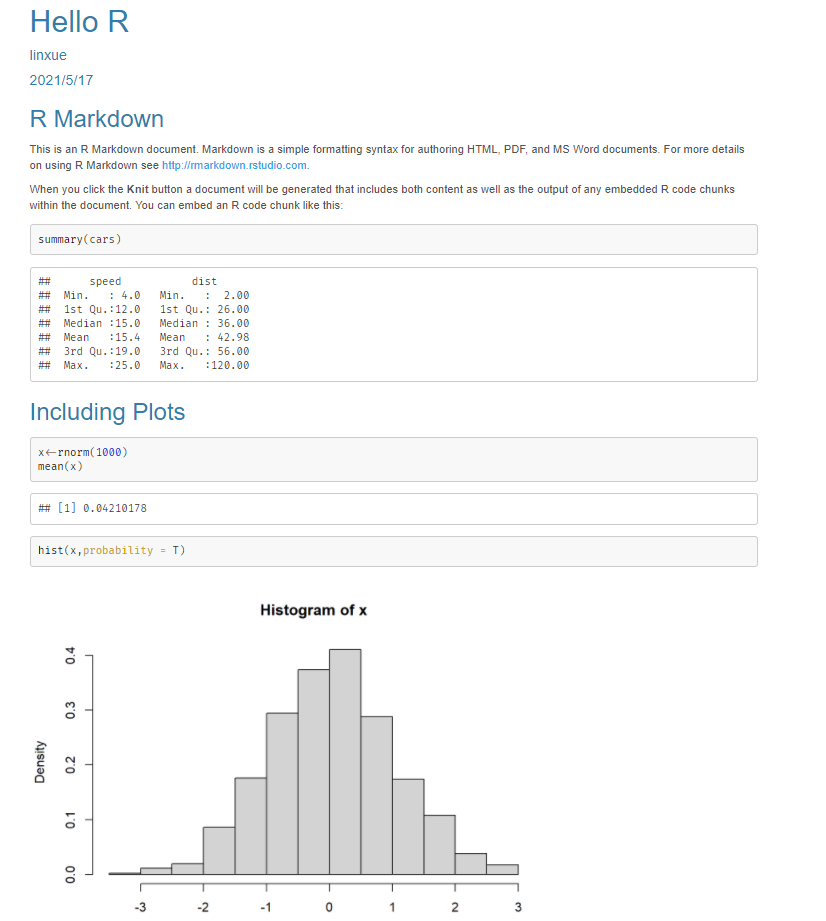 Hello R
linxue
2021/5/17
R Markdown
This is an R Markdown document. Markdown is a simple formatting syntax for authoring HTML, PDF, and MS Word documents. For more details
on using R Markdown see http://rmarkdown.rstudio.com.
When you click the Knit button a document will be generated that includes both content as well as the output of any embedded R code chunks
within the document. You can embed an R code chunk like this:
summary(cars)
##      speed           dist
##  Min.   : 4.0   Min.   :  2.00
##  1st Qu.:12.0   1st Qu.: 26.00
##  Median :15.0   Median : 36.00
##  Mean   :15.4   Mean   : 42.98
##  3rd Qu.:19.0   3rd Qu.: 56.00
##  Max.   :25.0   Max.   :120.00
Including Plots
x<-rnorm(1000)
mean(x)
## [1] 0.04210178
hist(x,probability = T)
Histogram of x
0.4
0.3
Density
0.2
0.1
0.0
-3 -2 -1 0 1 2 3